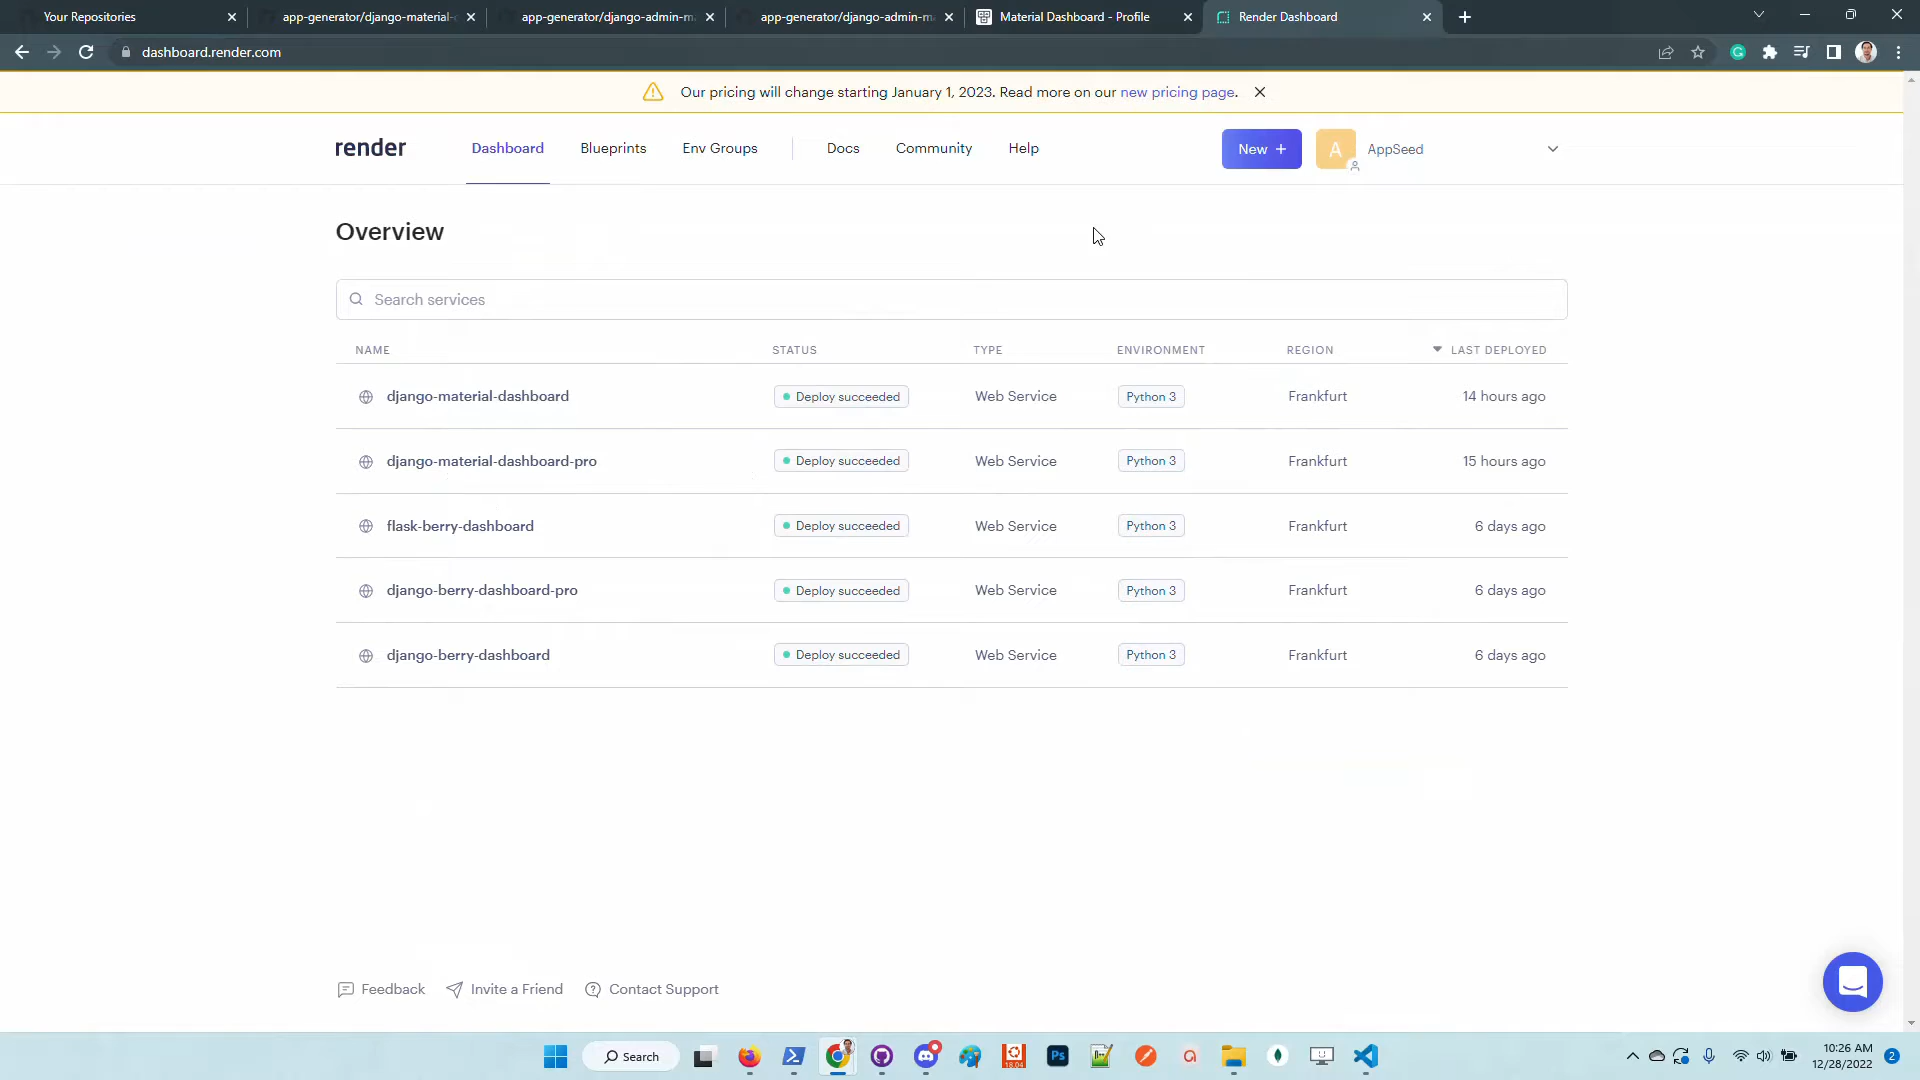 Your Repositories
app-generator/django-material-
app-generator/django-admin-m
app-generator/django-admin-m
Material Dashboard - Profile
Render Dashboard
dashboard.render.com
Our pricing will change starting January 1, 2023. Read more on our new pricing page.
render
Dashboard
Blueprints
Env Groups
Docs
Community
Help
New +
A
AppSeed
Overview
Search services
NAME STATUS TYPE ENVIRONMENT REGION LAST DEPLOYED
django-material-dashboard Deploy succeeded Web Service Python 3 Frankfurt 14 hours ago
django-material-dashboard-pro Deploy succeeded Web Service Python 3 Frankfurt 15 hours ago
flask-berry-dashboard Deploy succeeded Web Service Python 3 Frankfurt 6 days ago
django-berry-dashboard-pro Deploy succeeded Web Service Python 3 Frankfurt 6 days ago
django-berry-dashboard Deploy succeeded Web Service Python 3 Frankfurt 6 days ago
Feedback
Invite a Friend
Contact Support
Search
Ps
18.04
10:26 AM
12/28/2022
2